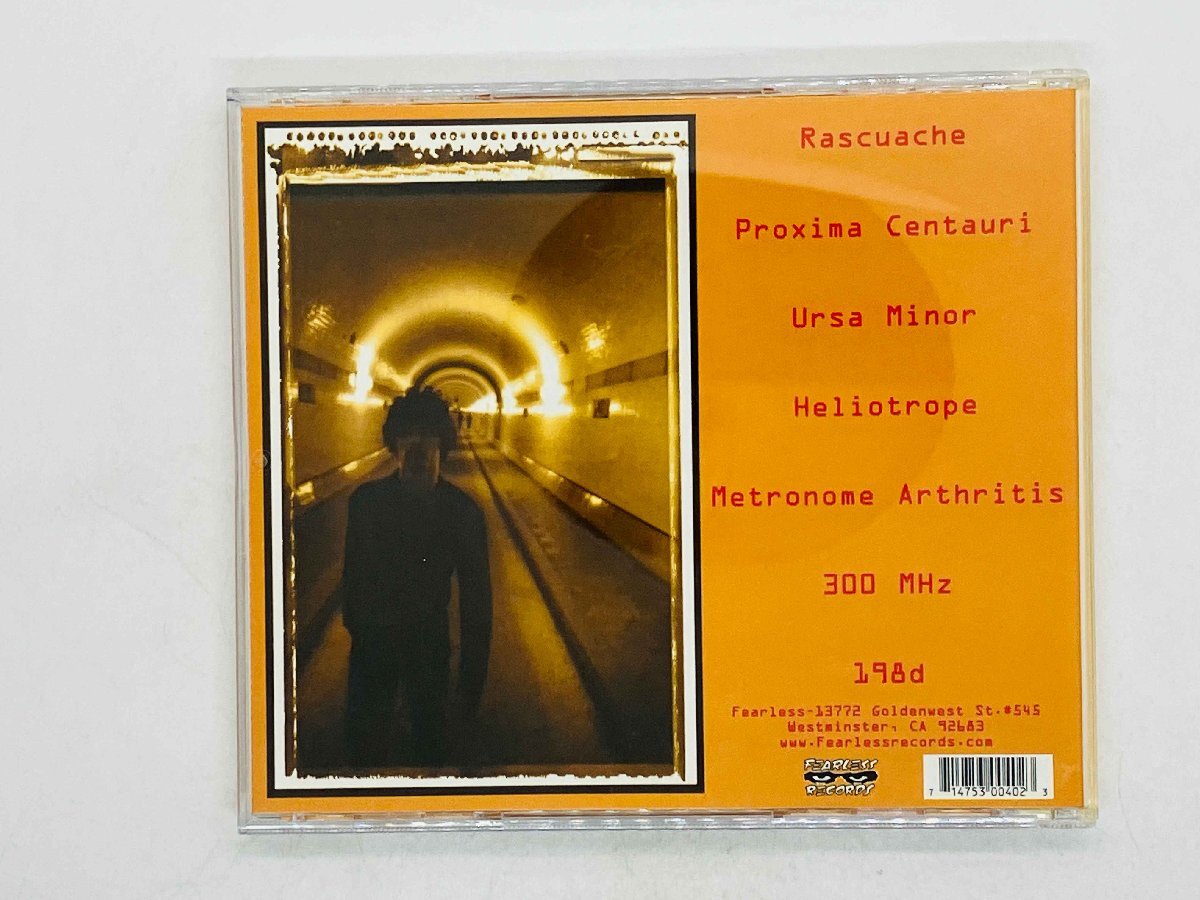 Rascuache
Proxima Centauri
Ursa Minor
Heliotrope
Metronome Arthritis
300 MHz
198d
Fearless-13772 Goldenwest St.#545
Westminster, CA 92683
www.Fearlessrecords.com
FEARLESS
RECORDS
7 14753 00402 3